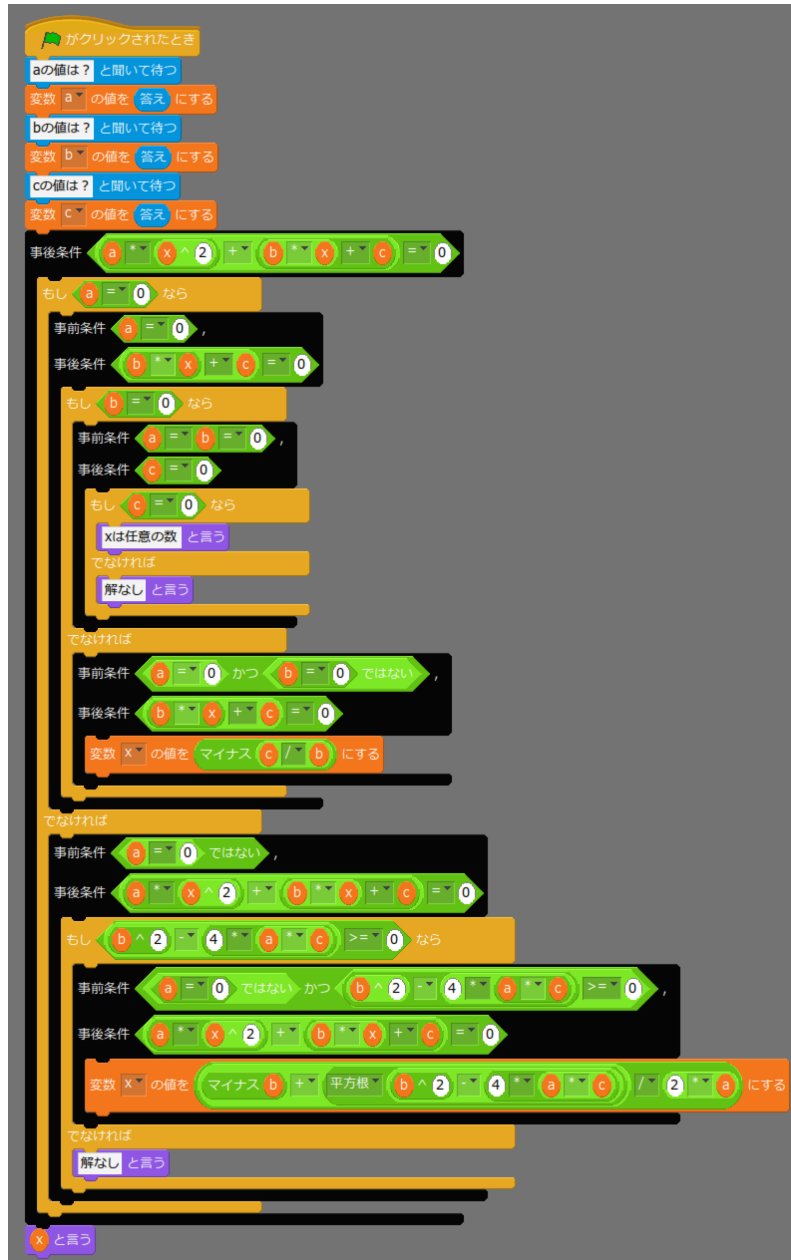 がクリックされたとき
aの値は？ と聞いて待つ
変数 a の値を 答え にする
bの値は？ と聞いて待つ
変数 b の値を 答え にする
cの値は？ と聞いて待つ
変数 c の値を 答え にする
事後条件 a * x ^ 2 + b * x + c = 0
もし a = 0 なら
事前条件 a = 0 ,
事後条件 b * x + c = 0
もし b = 0 なら
事前条件 a = b = 0 ,
事後条件 c = 0
もし c = 0 なら
xは任意の数 と言う
でなければ
解なし と言う
でなければ
事前条件 a = 0 かつ b = 0 ではない ,
事後条件 b * x + c = 0
変数 x の値を マイナス c / b にする
でなければ
事前条件 a = 0 ではない ,
事後条件 a * x ^ 2 + b * x + c = 0
もし b ^ 2 - 4 * a * c >= 0 なら
事前条件 a = 0 ではない かつ b ^ 2 - 4 * a * c >= 0 ,
事後条件 a * x ^ 2 + b * x + c = 0
変数 x の値を マイナス b + 平方根 b ^ 2 - 4 * a * c / 2 * a にする
でなければ
解なし と言う
x と言う